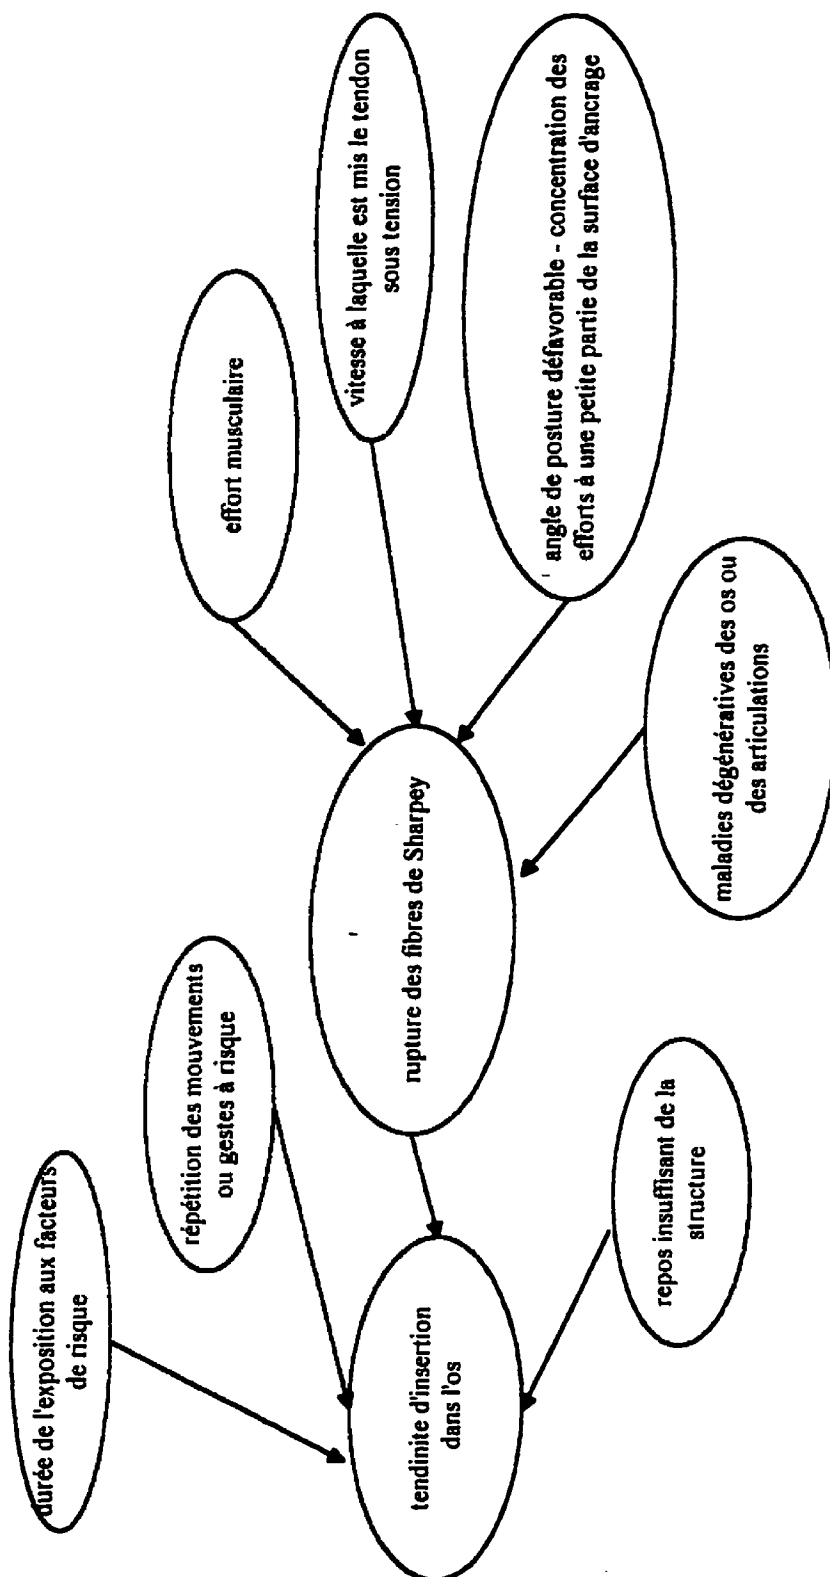 durée de l'exposition aux facteurs
de risque
répétition des mouvements
ou gestes à risque
effort musculaire
vitesse à laquelle est mis le tendon
sous tension
tendinite d'insertion
dans l'os
rupture des fibres de Sharpey
angle de posture défavorable - concentration des
efforts à une petite partie de la surface d'ancrage
repos insuffisant de la
structure
maladies dégénératives des os ou
des articulations